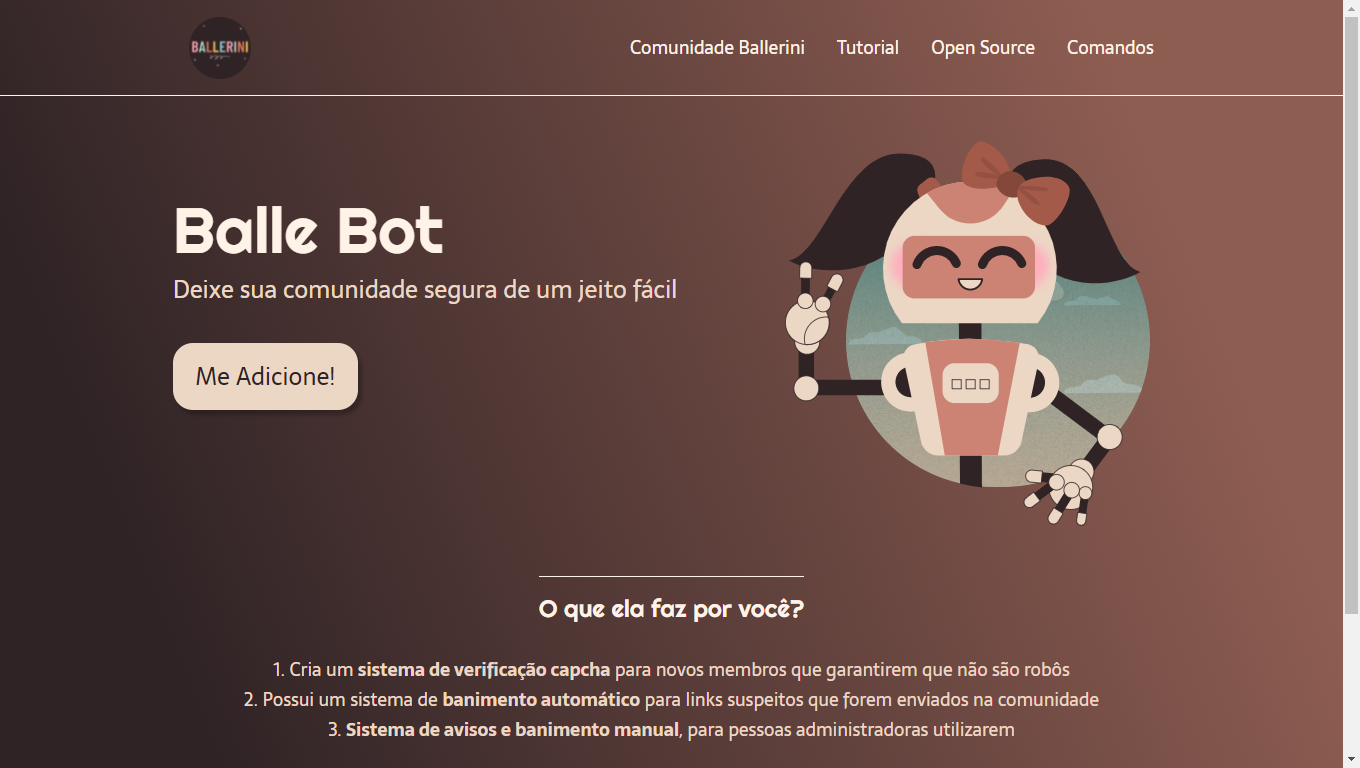 BALLERINI
Comunidade Ballerini Tutorial Open Source Comandos
Balle Bot
Deixe sua comunidade segura de um jeito fácil
Me Adicione!
O que ela faz por você?
1. Cria um sistema de verificação capcha para novos membros que garantirem que não são robôs
2. Possui um sistema de banimento automático para links suspeitos que forem enviados na comunidade
3. Sistema de avisos e banimento manual, para pessoas administradoras utilizarem